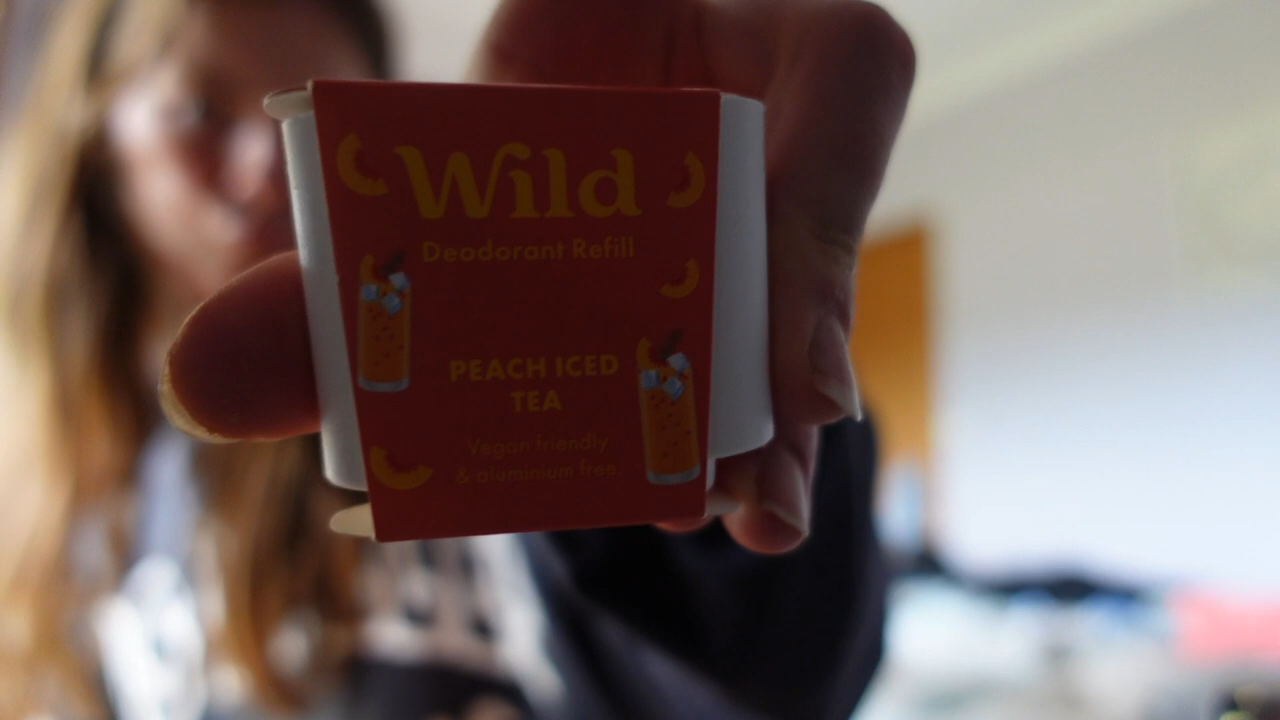 Wild
Deodorant Refill
PEACH ICED
TEA
Vegan friendly
& aluminium free.